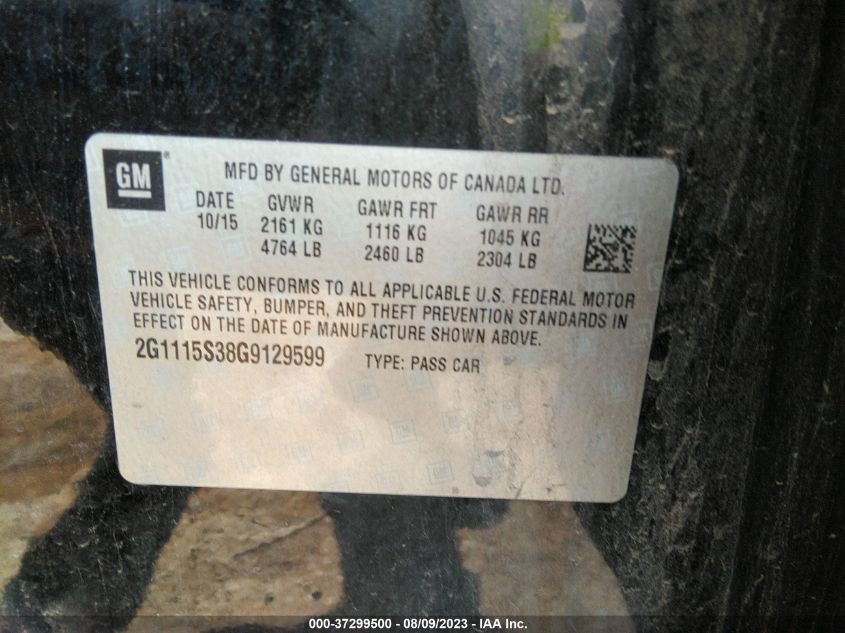 GM ®
MFD BY GENERAL MOTORS OF CANADA LTD.
DATE GVWR GAWR FRT GAWR RR
10/15 2161 KG 1116 KG 1045 KG
4764 LB 2460 LB 2304 LB
THIS VEHICLE CONFORMS TO ALL APPLICABLE U.S. FEDERAL MOTOR
VEHICLE SAFETY, BUMPER, AND THEFT PREVENTION STANDARDS IN
EFFECT ON THE DATE OF MANUFACTURE SHOWN ABOVE.
2G1115S38G9129599 TYPE: PASS CAR
000-37299500 - 08/09/2023 - IAA Inc.